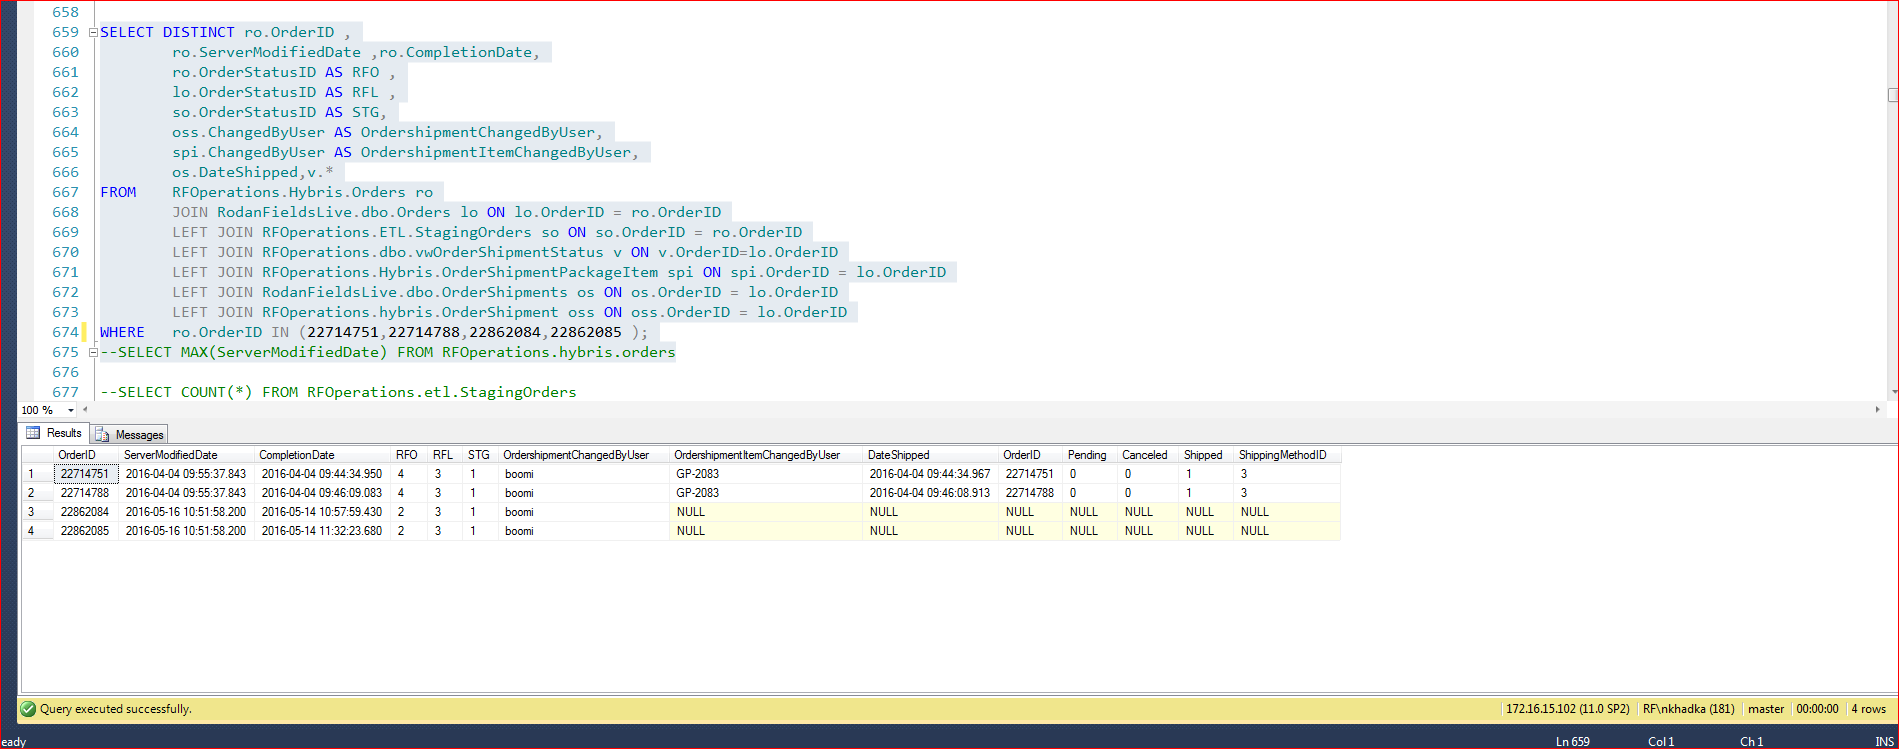 658
659 SELECT DISTINCT ro.OrderID ,
660 ro.ServerModifiedDate ,ro.CompletionDate,
661 ro.OrderStatusID AS RFO ,
662 lo.OrderStatusID AS RFL ,
663 so.OrderStatusID AS STG,
664 oss.ChangedByUser AS OrdershipmentChangedByUser,
665 spi.ChangedByUser AS OrdershipmentItemChangedByUser,
666 os.DateShipped,v.*
667 FROM RFOperations.Hybris.Orders ro
668 JOIN RodanFieldsLive.dbo.Orders lo ON lo.OrderID = ro.OrderID
669 LEFT JOIN RFOperations.ETL.StagingOrders so ON so.OrderID = ro.OrderID
670 LEFT JOIN RFOperations.dbo.vwOrderShipmentStatus v ON v.OrderID=lo.OrderID
671 LEFT JOIN RFOperations.Hybris.OrderShipmentPackageItem spi ON spi.OrderID = lo.OrderID
672 LEFT JOIN RodanFieldsLive.dbo.OrderShipments os ON os.OrderID = lo.OrderID
673 LEFT JOIN RFOperations.hybris.OrderShipment oss ON oss.OrderID = lo.OrderID
674 WHERE ro.OrderID IN (22714751,22714788,22862084,22862085 );
675 --SELECT MAX(ServerModifiedDate) FROM RFOperations.hybris.orders
676
677 --SELECT COUNT(*) FROM RFOperations.etl.StagingOrders
100 %
Results Messages
OrderID ServerModifiedDate CompletionDate RFO RFL STG OrdershipmentChangedByUser OrdershipmentItemChangedByUser DateShipped OrderID Pending Canceled Shipped ShippingMethodID
1 22714751 2016-04-04 09:55:37.843 2016-04-04 09:44:34.950 4 3 1 boomi GP-2083 2016-04-04 09:44:34.967 22714751 0 0 1 3
2 22714788 2016-04-04 09:55:37.843 2016-04-04 09:46:09.083 4 3 1 boomi GP-2083 2016-04-04 09:46:08.913 22714788 0 0 1 3
3 22862084 2016-05-16 10:51:58.200 2016-05-14 10:57:59.430 2 3 1 boomi NULL NULL NULL NULL NULL NULL NULL
4 22862085 2016-05-16 10:51:58.200 2016-05-14 11:32:23.680 2 3 1 boomi NULL NULL NULL NULL NULL NULL NULL
Query executed successfully. 172.16.15.102 (11.0 SP2) RF\nkhadka (181) master 00:00:00 4 rows
eady Ln 659 Col 1 Ch 1 INS